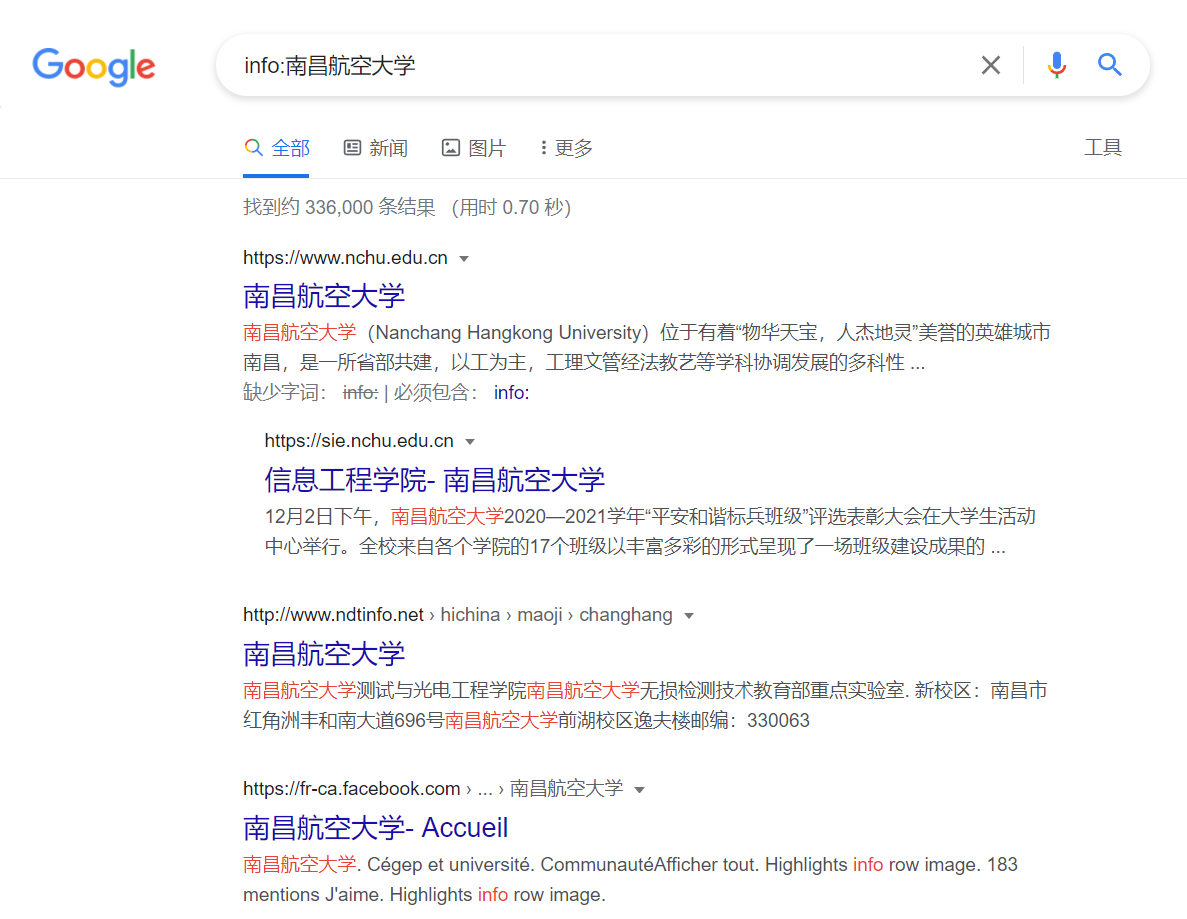 Google
info:南昌航空大学
全部 新闻 图片 更多 工具
找到约 336,000 条结果 （用时 0.70 秒）
https://www.nchu.edu.cn
南昌航空大学
南昌航空大学（Nanchang Hangkong University）位于有着“物华天宝，人杰地灵”美誉的英雄城市
南昌，是一所省部共建，以工为主，工理文管经法教艺等学科协调发展的多科性 ...
缺少字词： info: | 必须包含： info:
https://sie.nchu.edu.cn
信息工程学院- 南昌航空大学
12月2日下午，南昌航空大学2020—2021学年“平安和谐标兵班级”评选表彰大会在大学生活动
中心举行。全校来自各个学院的17个班级以丰富多彩的形式呈现了一场班级建设成果的 ...
http://www.ndtinfo.net › hichina › maoji › changhang
南昌航空大学
南昌航空大学测试与光电工程学院南昌航空大学无损检测技术教育部重点实验室. 新校区：南昌市
红角洲丰和南大道696号南昌航空大学前湖校区逸夫楼邮编：330063
https://fr-ca.facebook.com › ... › 南昌航空大学
南昌航空大学- Accueil
南昌航空大学. Cégep et université. CommunautéAfficher tout. Highlights info row image. 183
mentions J'aime. Highlights info row image.